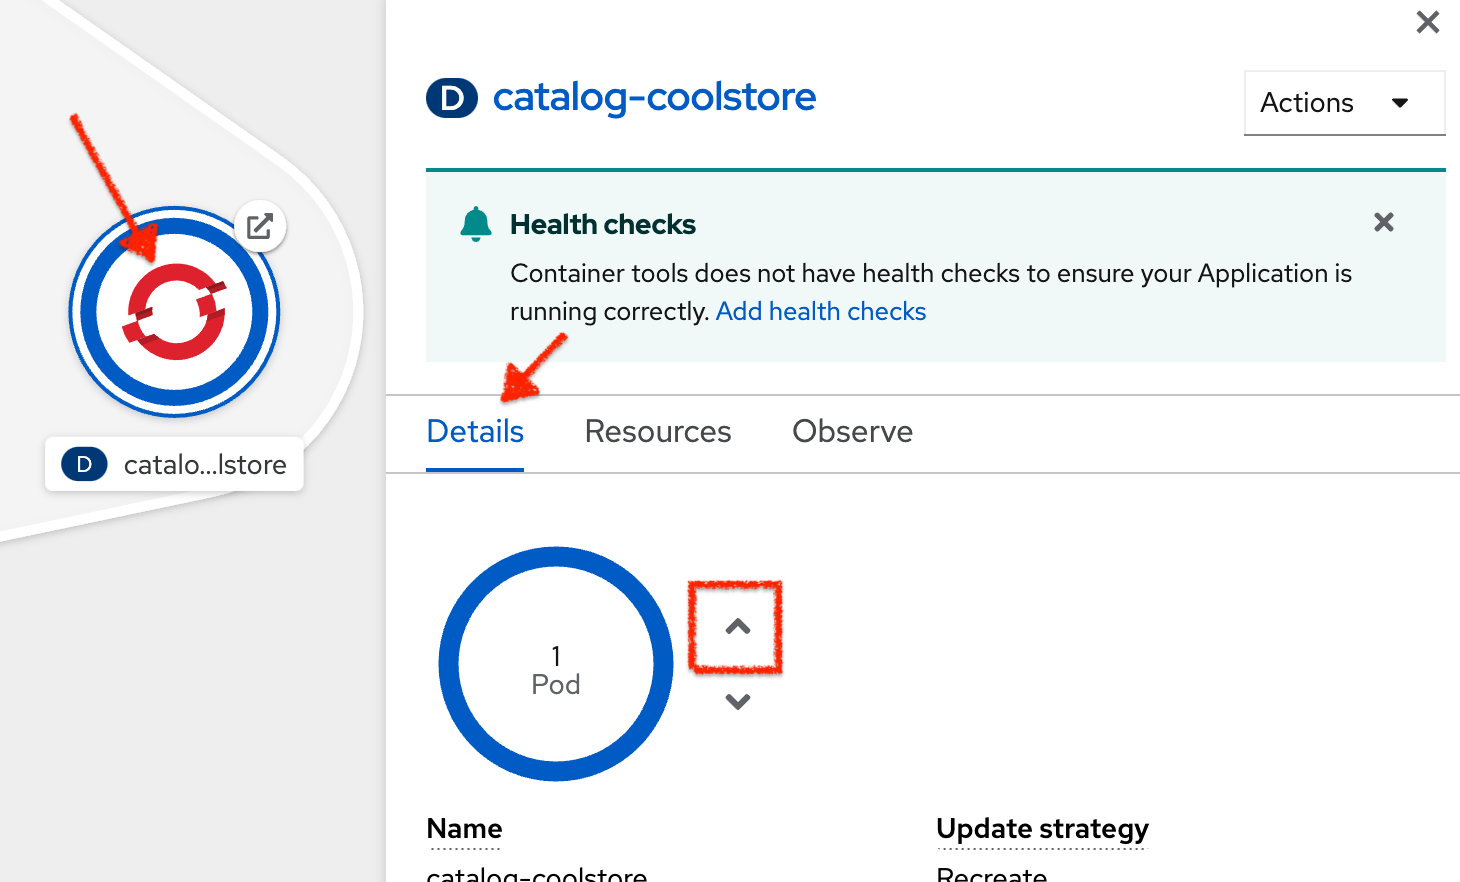 D catalog-coolstore
Actions
Health checks
Container tools does not have health checks to ensure your Application is
running correctly. Add health checks
D catalo...lstore
Details Resources Observe
1
Pod
Name
catalog-coolstore
Update strategy
Recreate